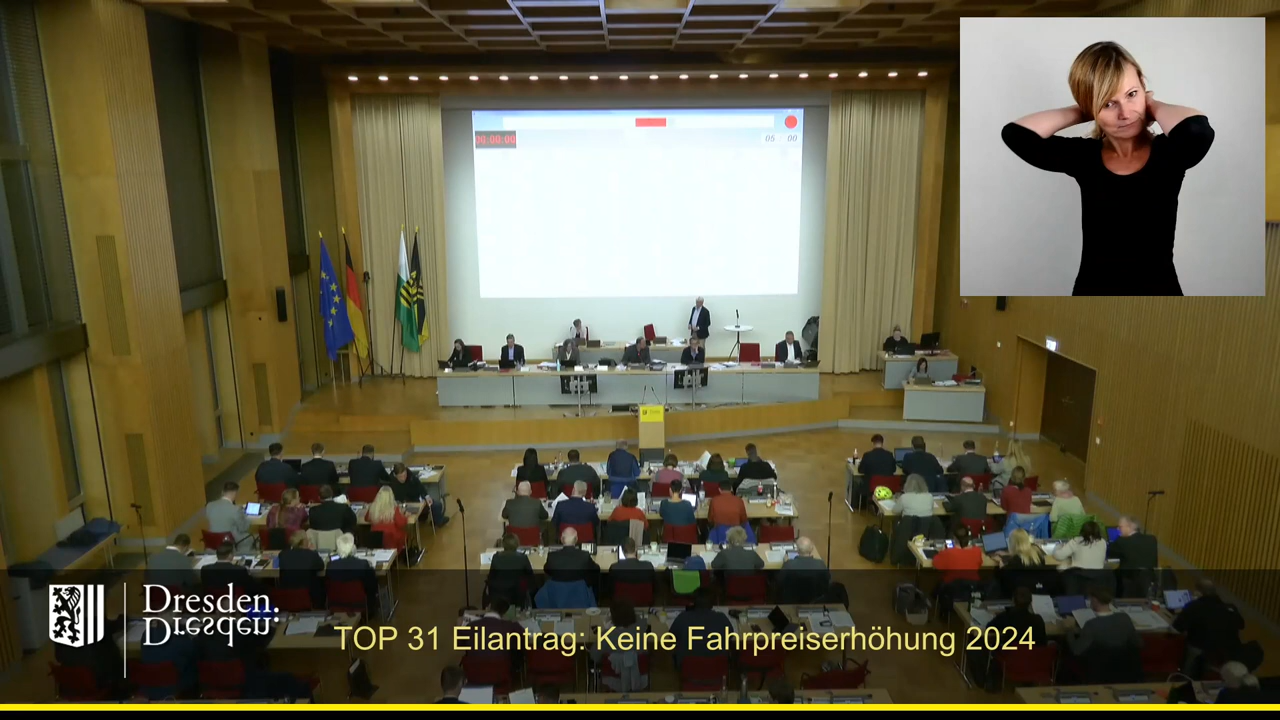 00:00:00
05 00
Dresden.
Dresden.
TOP 31 Eilantrag: Keine Fahrpreiserhöhung 2024